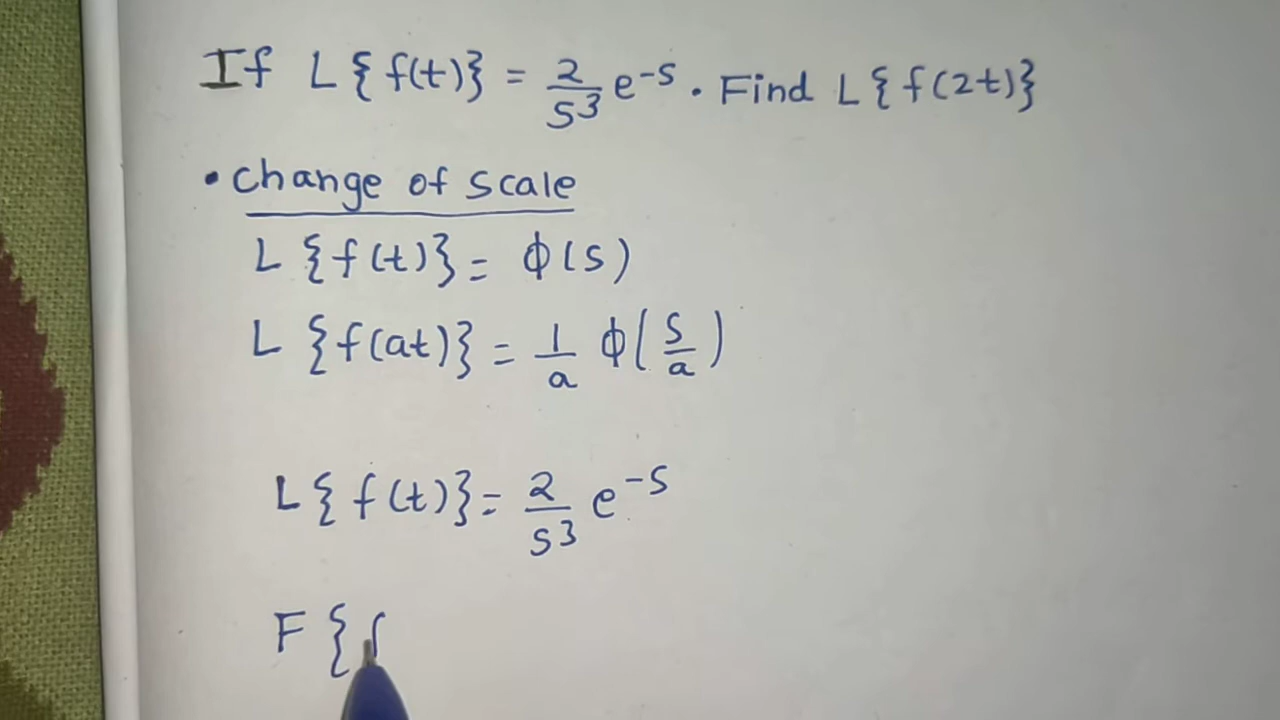 If L{f(t)} = 2/s³ e⁻ˢ. Find L{f(2t)}
• change of scale
L{f(t)} = φ(s)
L{f(at)} = 1/a φ(s/a)
L{f(t)} = 2/s³ e⁻ˢ
F{f